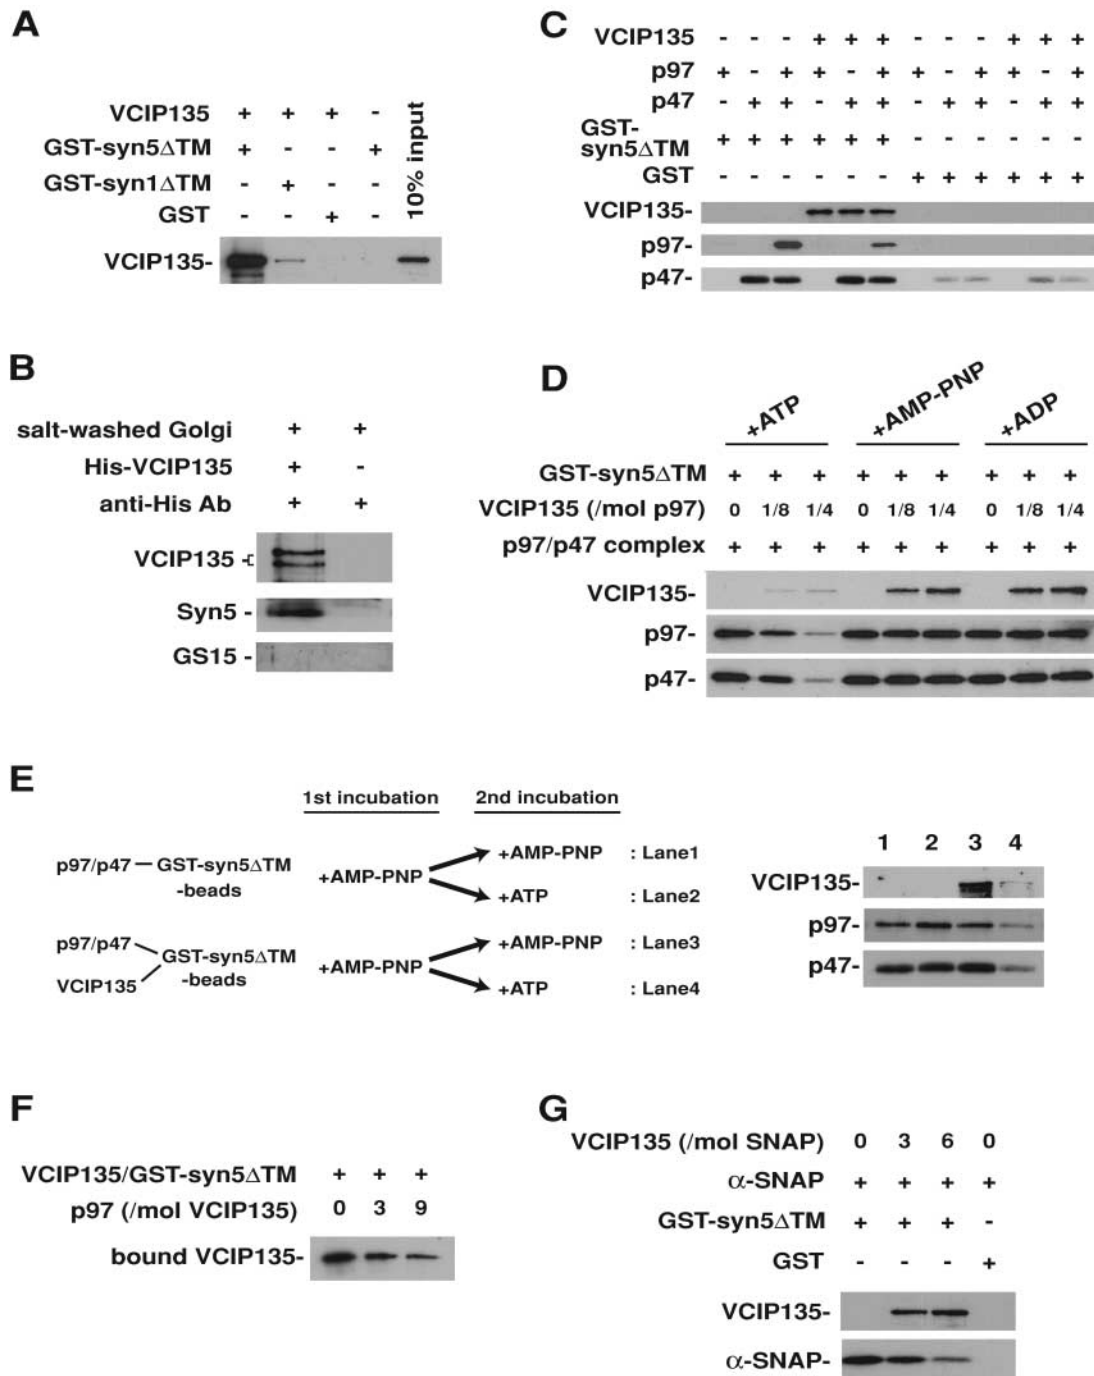 A
VCIP135 + + + -
GST-syn5ΔTM + - - +
GST-syn1ΔTM - + - -
GST - - + -
10% input
VCIP135-
B
salt-washed Golgi + +
His-VCIP135 + -
anti-His Ab + +
VCIP135 -
Syn5 -
GS15 -
C
VCIP135 - - - + + + - - - + + +
p97 + - + + - + + - + + - +
p47 - + + - + + - + + - + +
GST-syn5ΔTM + + + + + + - - - - - -
GST - - - - - - + + + + + +
VCIP135-
p97-
p47-
D
+ATP +AMP-PNP +ADP
GST-syn5ΔTM + + + + + + + + +
VCIP135 (/mol p97) 0 1/8 1/4 0 1/8 1/4 0 1/8 1/4
p97/p47 complex + + + + + + + + +
VCIP135-
p97-
p47-
E
1st incubation 2nd incubation
p97/p47 GST-syn5ΔTM
-beads
+AMP-PNP
+AMP-PNP : Lane1
+ATP : Lane2
p97/p47
VCIP135
GST-syn5ΔTM
-beads
+AMP-PNP
+AMP-PNP : Lane3
+ATP : Lane4
1 2 3 4
VCIP135-
p97-
p47-
F
VCIP135/GST-syn5ΔTM + + +
p97 (/mol VCIP135) 0 3 9
bound VCIP135-
G
VCIP135 (/mol SNAP) 0 3 6 0
α-SNAP + + + +
GST-syn5ΔTM + + + -
GST - - - +
VCIP135-
α-SNAP-